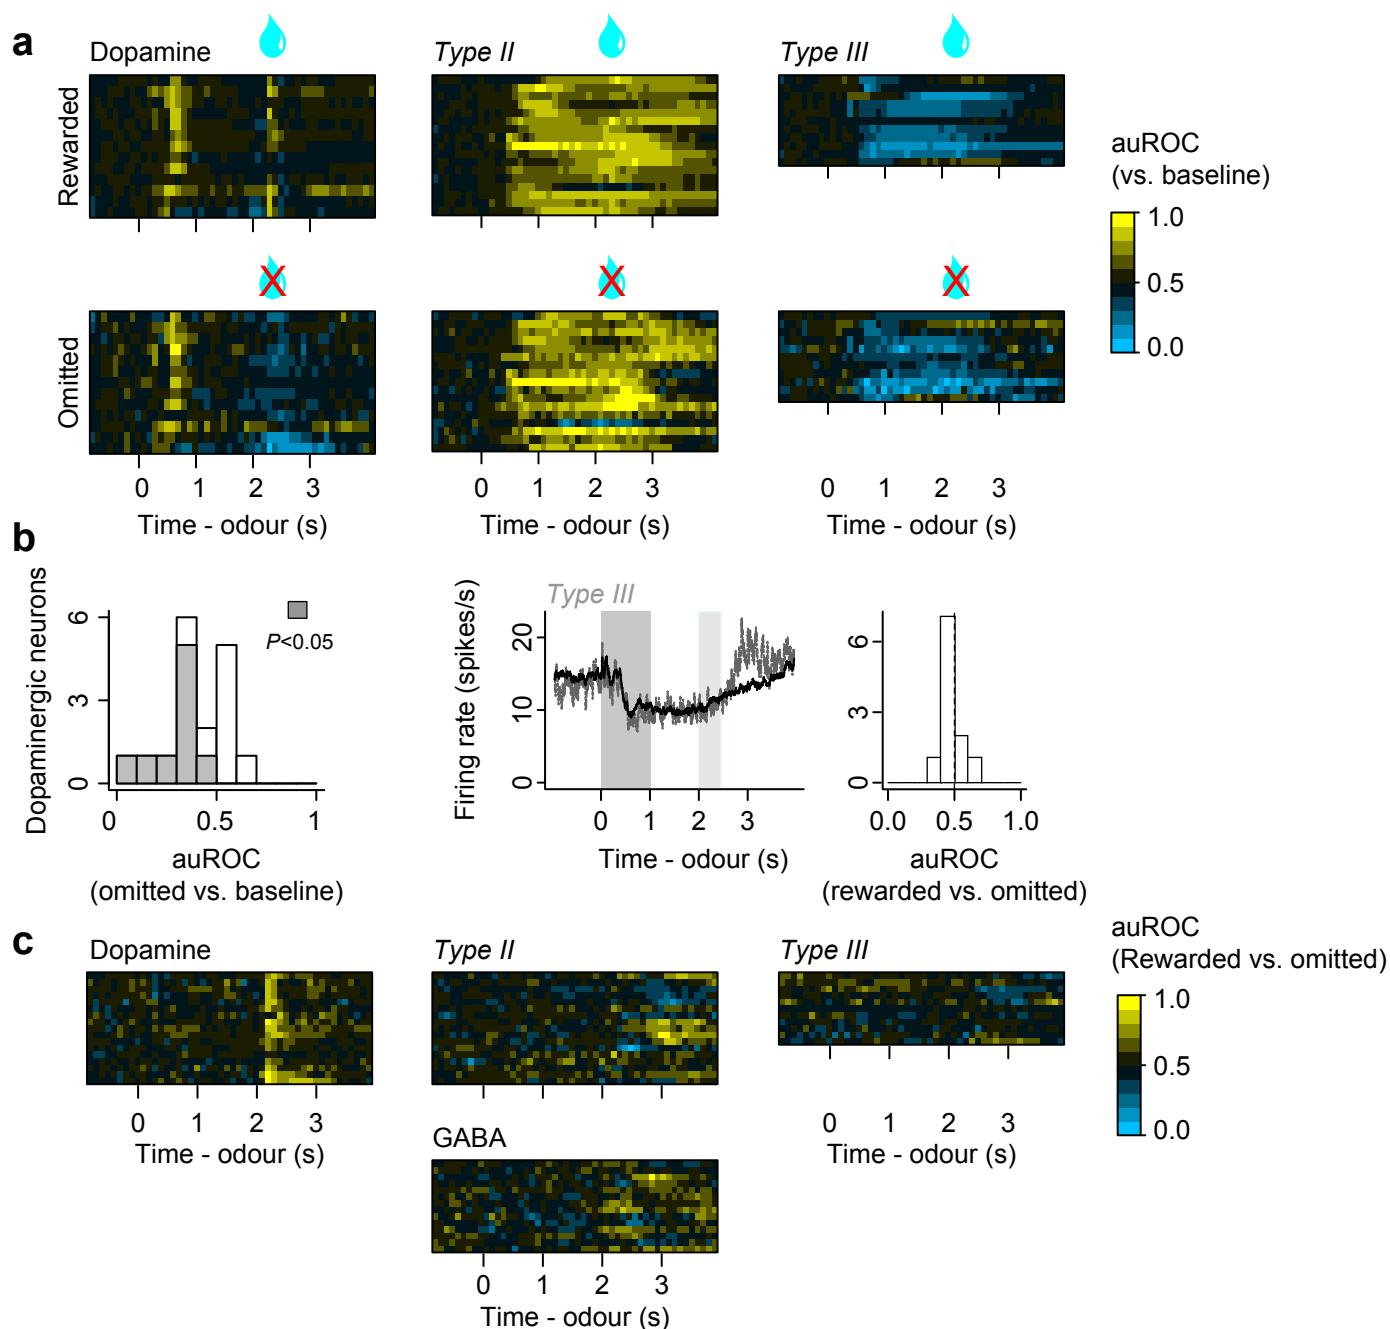 a
Dopamine
Type II
Type III
Rewarded
auROC
(vs. baseline)
1.0
0.5
0.0
Omitted
0 1 2 3
0 1 2 3
0 1 2 3
Time - odour (s)
Time - odour (s)
Time - odour (s)
b
Dopaminergic neurons
6
3
0
P<0.05
0 0.5 1
auROC
(omitted vs. baseline)
Type III
Firing rate (spikes/s)
20
10
0
0 1 2 3
Time - odour (s)
6
3
0
0.0 0.5 1.0
auROC
(rewarded vs. omitted)
c
Dopamine
Type II
Type III
auROC
(Rewarded vs. omitted)
1.0
0.5
0.0
0 1 2 3
Time - odour (s)
0 1 2 3
Time - odour (s)
GABA
0 1 2 3
Time - odour (s)